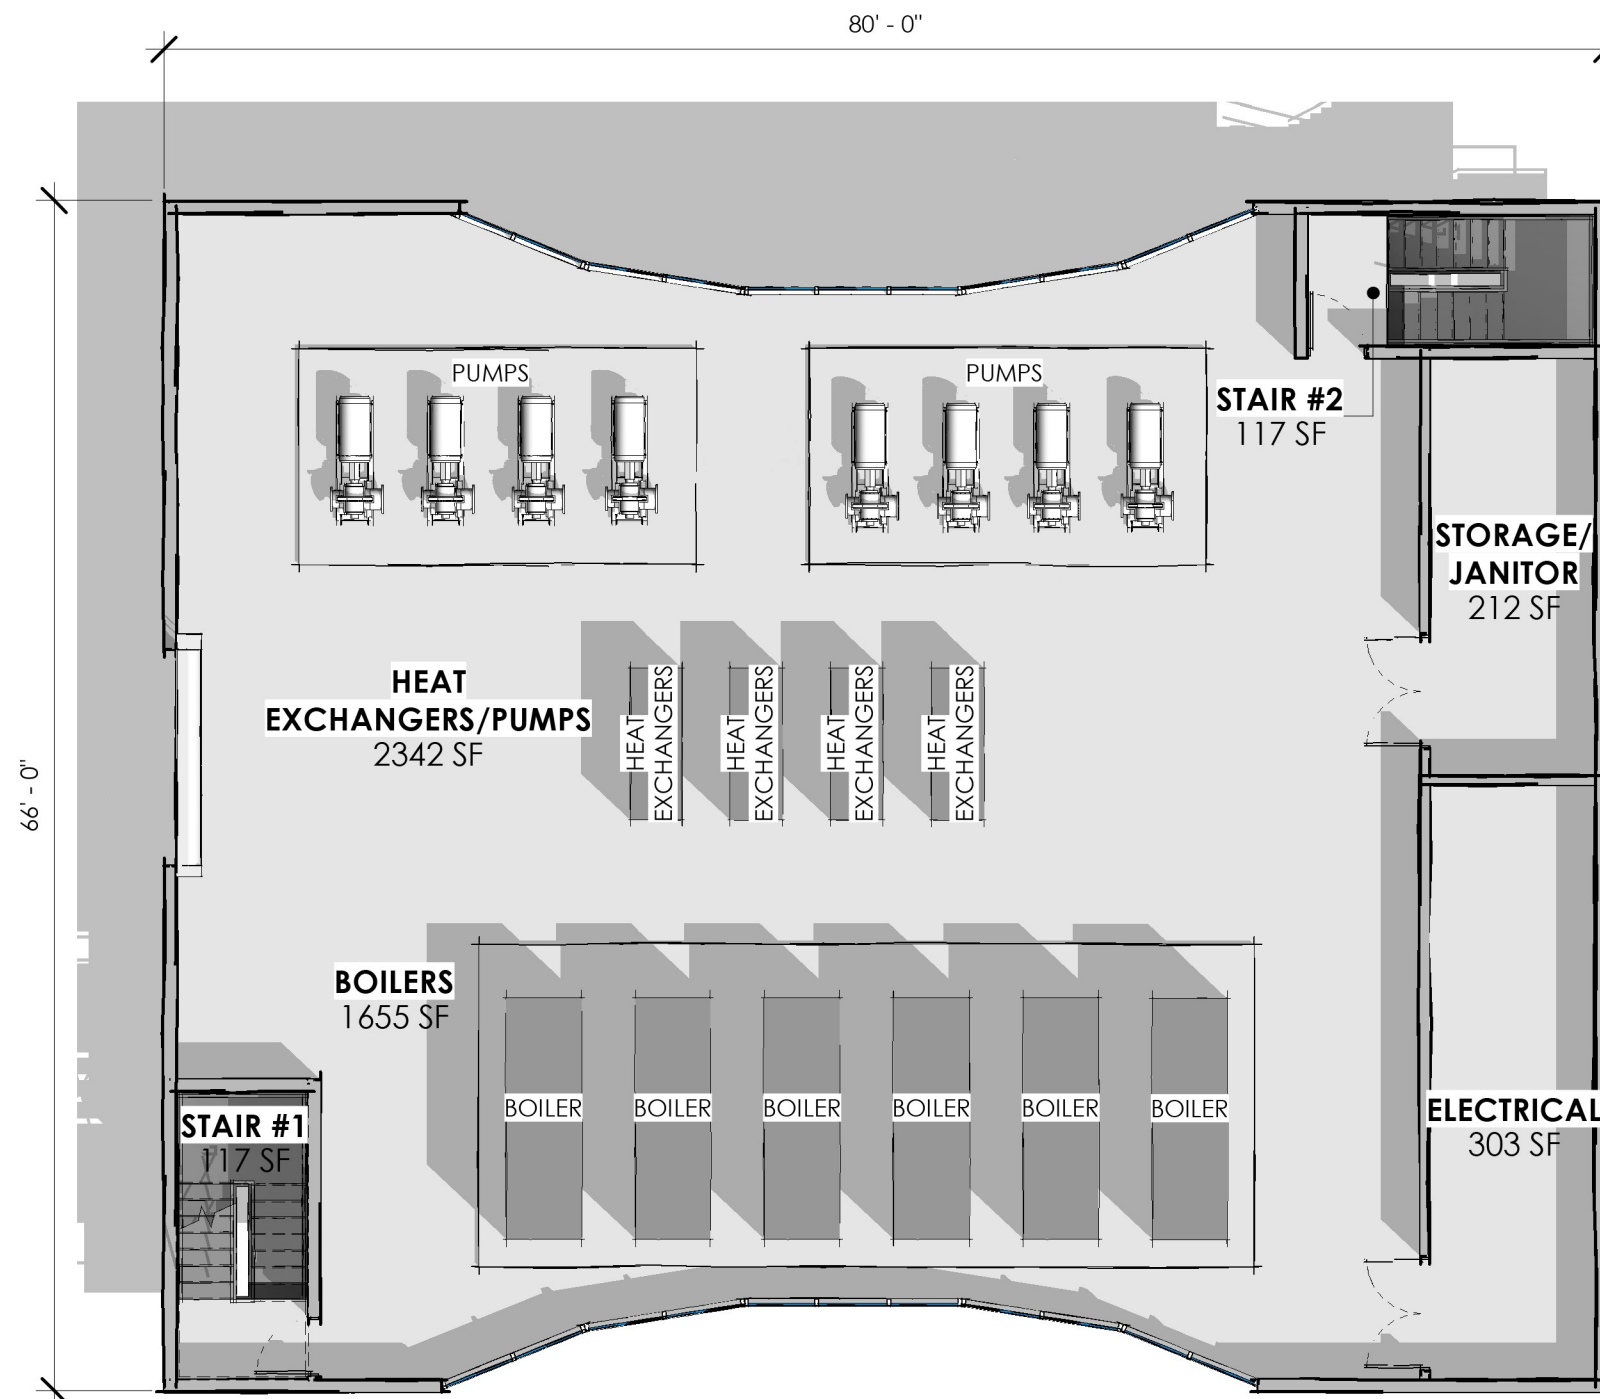 80' - 0"
66' - 0"
PUMPS
PUMPS
STAIR #2
117 SF
STORAGE/
JANITOR
212 SF
HEAT
EXCHANGERS/PUMPS
2342 SF
HEAT
EXCHANGERS
HEAT
EXCHANGERS
HEAT
EXCHANGERS
HEAT
EXCHANGERS
BOILERS
1655 SF
BOILER
BOILER
BOILER
BOILER
BOILER
BOILER
STAIR #1
117 SF
ELECTRICAL
303 SF